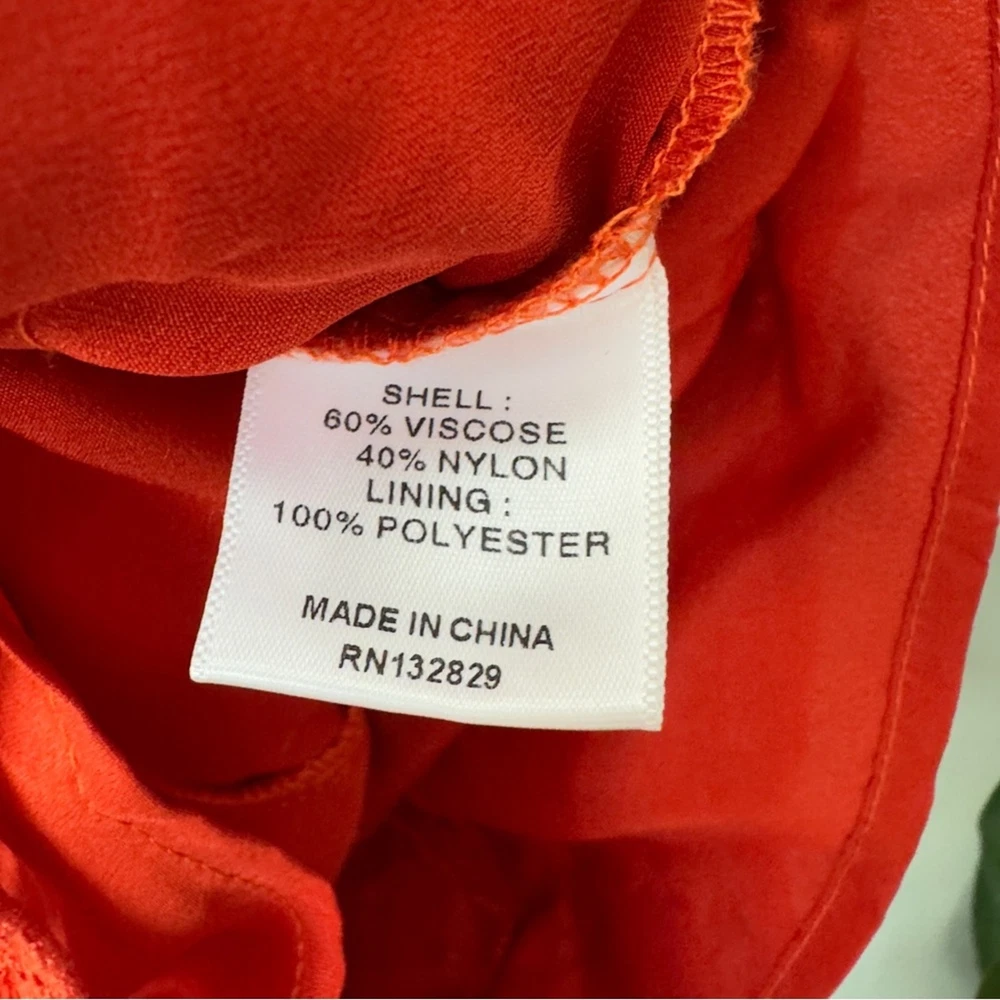 SHELL :
60% VISCOSE
40% NYLON
LINING :
100% POLYESTER
MADE IN CHINA
RN132829